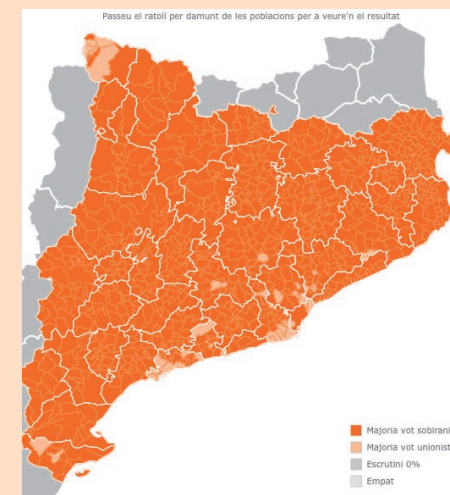 Passeu el ratolí per damunt de les poblacions per a veure'n el resultat
Majoria vot sobirani
Majoria vot unionist
Escrutini 0%
Empat